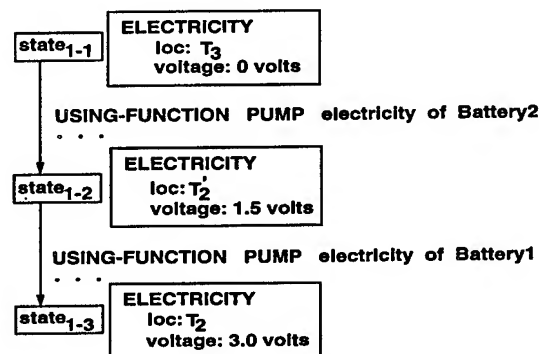 ELECTRICITY
state1-1
loc: T3
voltage: 0 volts
USING-FUNCTION PUMP electricity of Battery2
. . .
ELECTRICITY
state1-2
loc: T2'
voltage: 1.5 volts
USING-FUNCTION PUMP electricity of Battery1
. . .
ELECTRICITY
state1-3
loc: T2
voltage: 3.0 volts